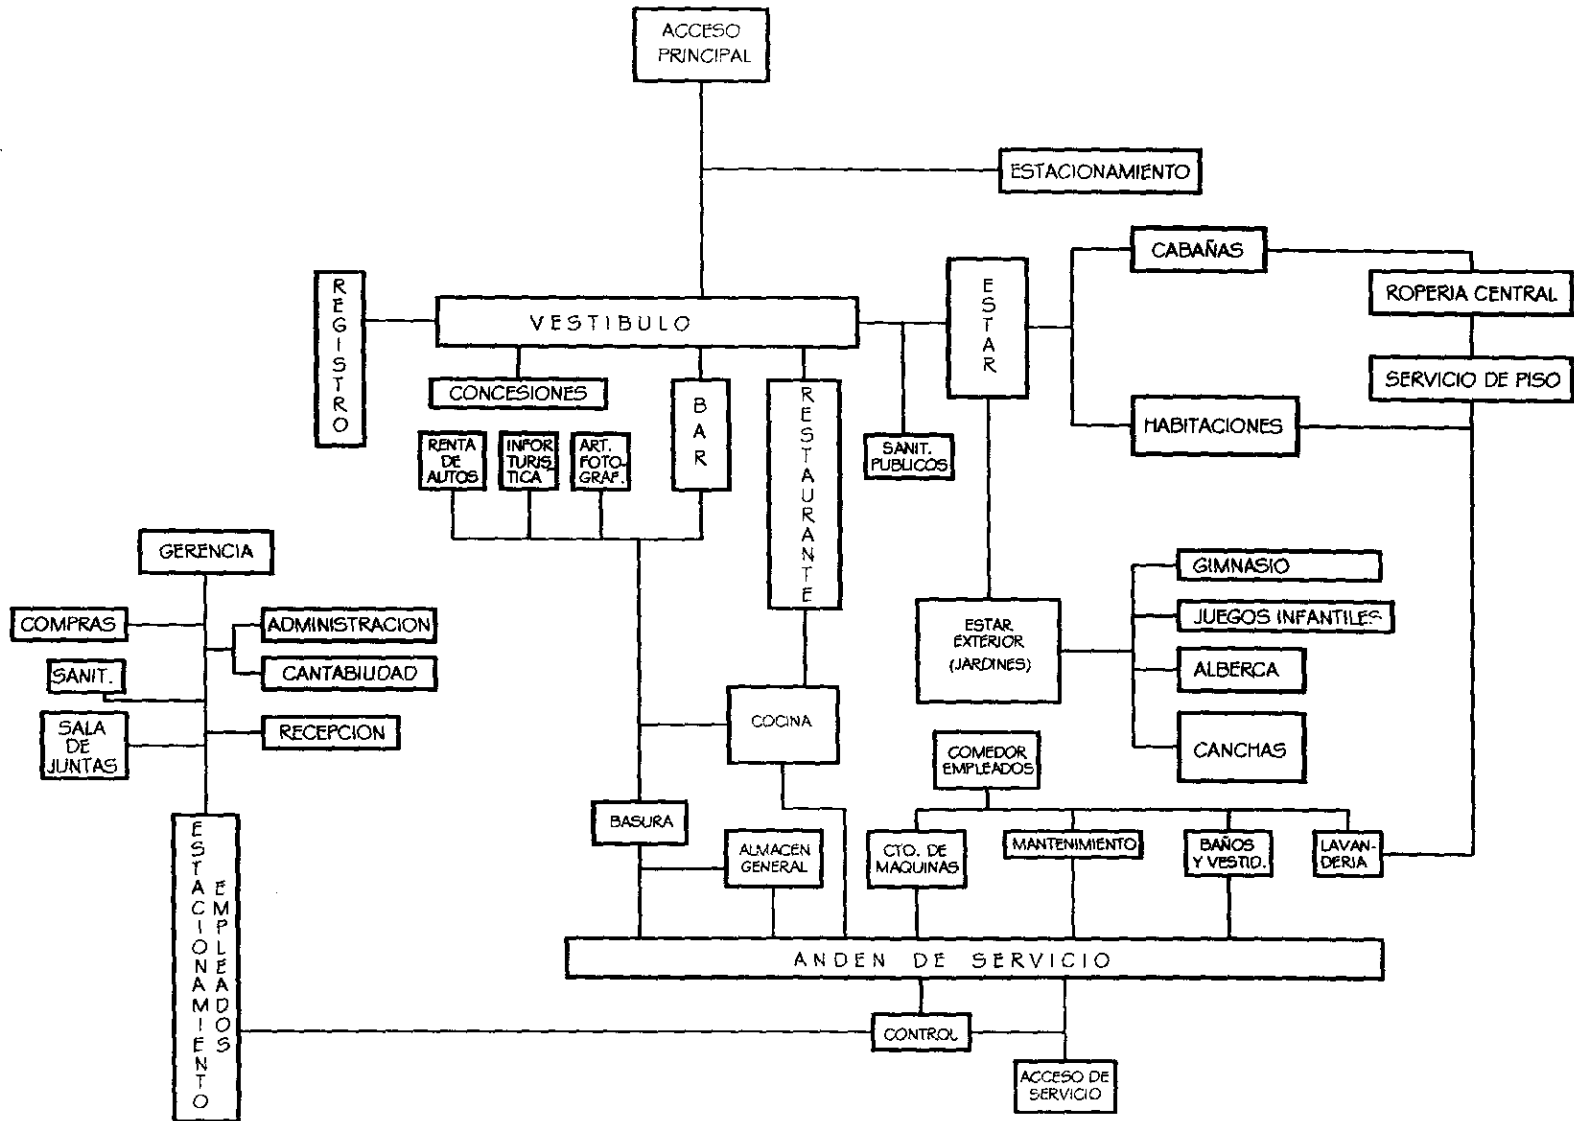 ACCESO
PRINCIPAL
ESTACIONAMIENTO
CABAÑAS
ROPERIA CENTRAL
REGISTRO
VESTIBULO
ESTAR
SERVICIO DE PISO
CONCESIONES
BAR
RESTAURANTE
HABITACIONES
RENTA
DE
AUTOS
INFOR.
TURIS_
TICA
ART.
FOTO-
GRAF.
SANIT.
PUBLICOS
GERENCIA
GIMNASIO
COMPRAS
ADMINISTRACION
ESTAR
EXTERIOR
(JARDINES)
JUEGOS INFANTILES
SANIT.
CANTABILIDAD
ALBERCA
SALA
DE
JUNTAS
RECEPCION
COCINA
COMEDOR
EMPLEADOS
CANCHAS
ESTACIONAMIENTO
EMPLEADOS
BASURA
ALMACEN
GENERAL
CTO. DE
MAQUINAS
MANTENIMIENTO
BAÑOS
Y VESTID.
LAVAN-
DERIA
ANDEN DE SERVICIO
CONTROL
ACCESO DE
SERVICIO